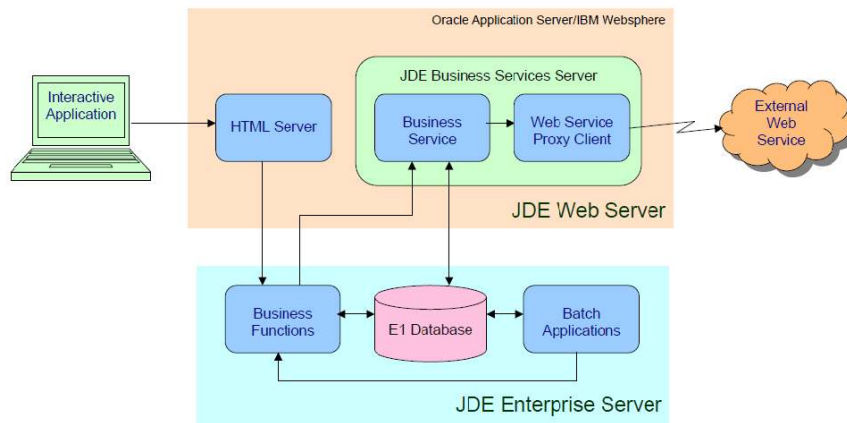 Oracle Application Server/IBM Websphere
JDE Business Services Server
Interactive
Application
HTML Server
Business
Service
Web Service
Proxy Client
External
Web
Service
JDE Web Server
Business
Functions
E1 Database
Batch
Applications
JDE Enterprise Server